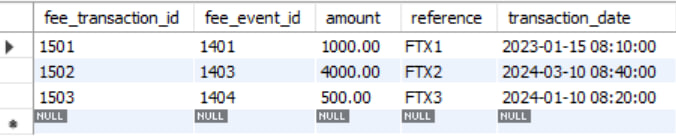 fee_transaction_id fee_event_id amount reference transaction_date
1501 1401 1000.00 FTX1 2023-01-15 08:10:00
1502 1403 4000.00 FTX2 2024-03-10 08:40:00
1503 1404 500.00 FTX3 2024-01-10 08:20:00
NULL NULL NULL NULL NULL